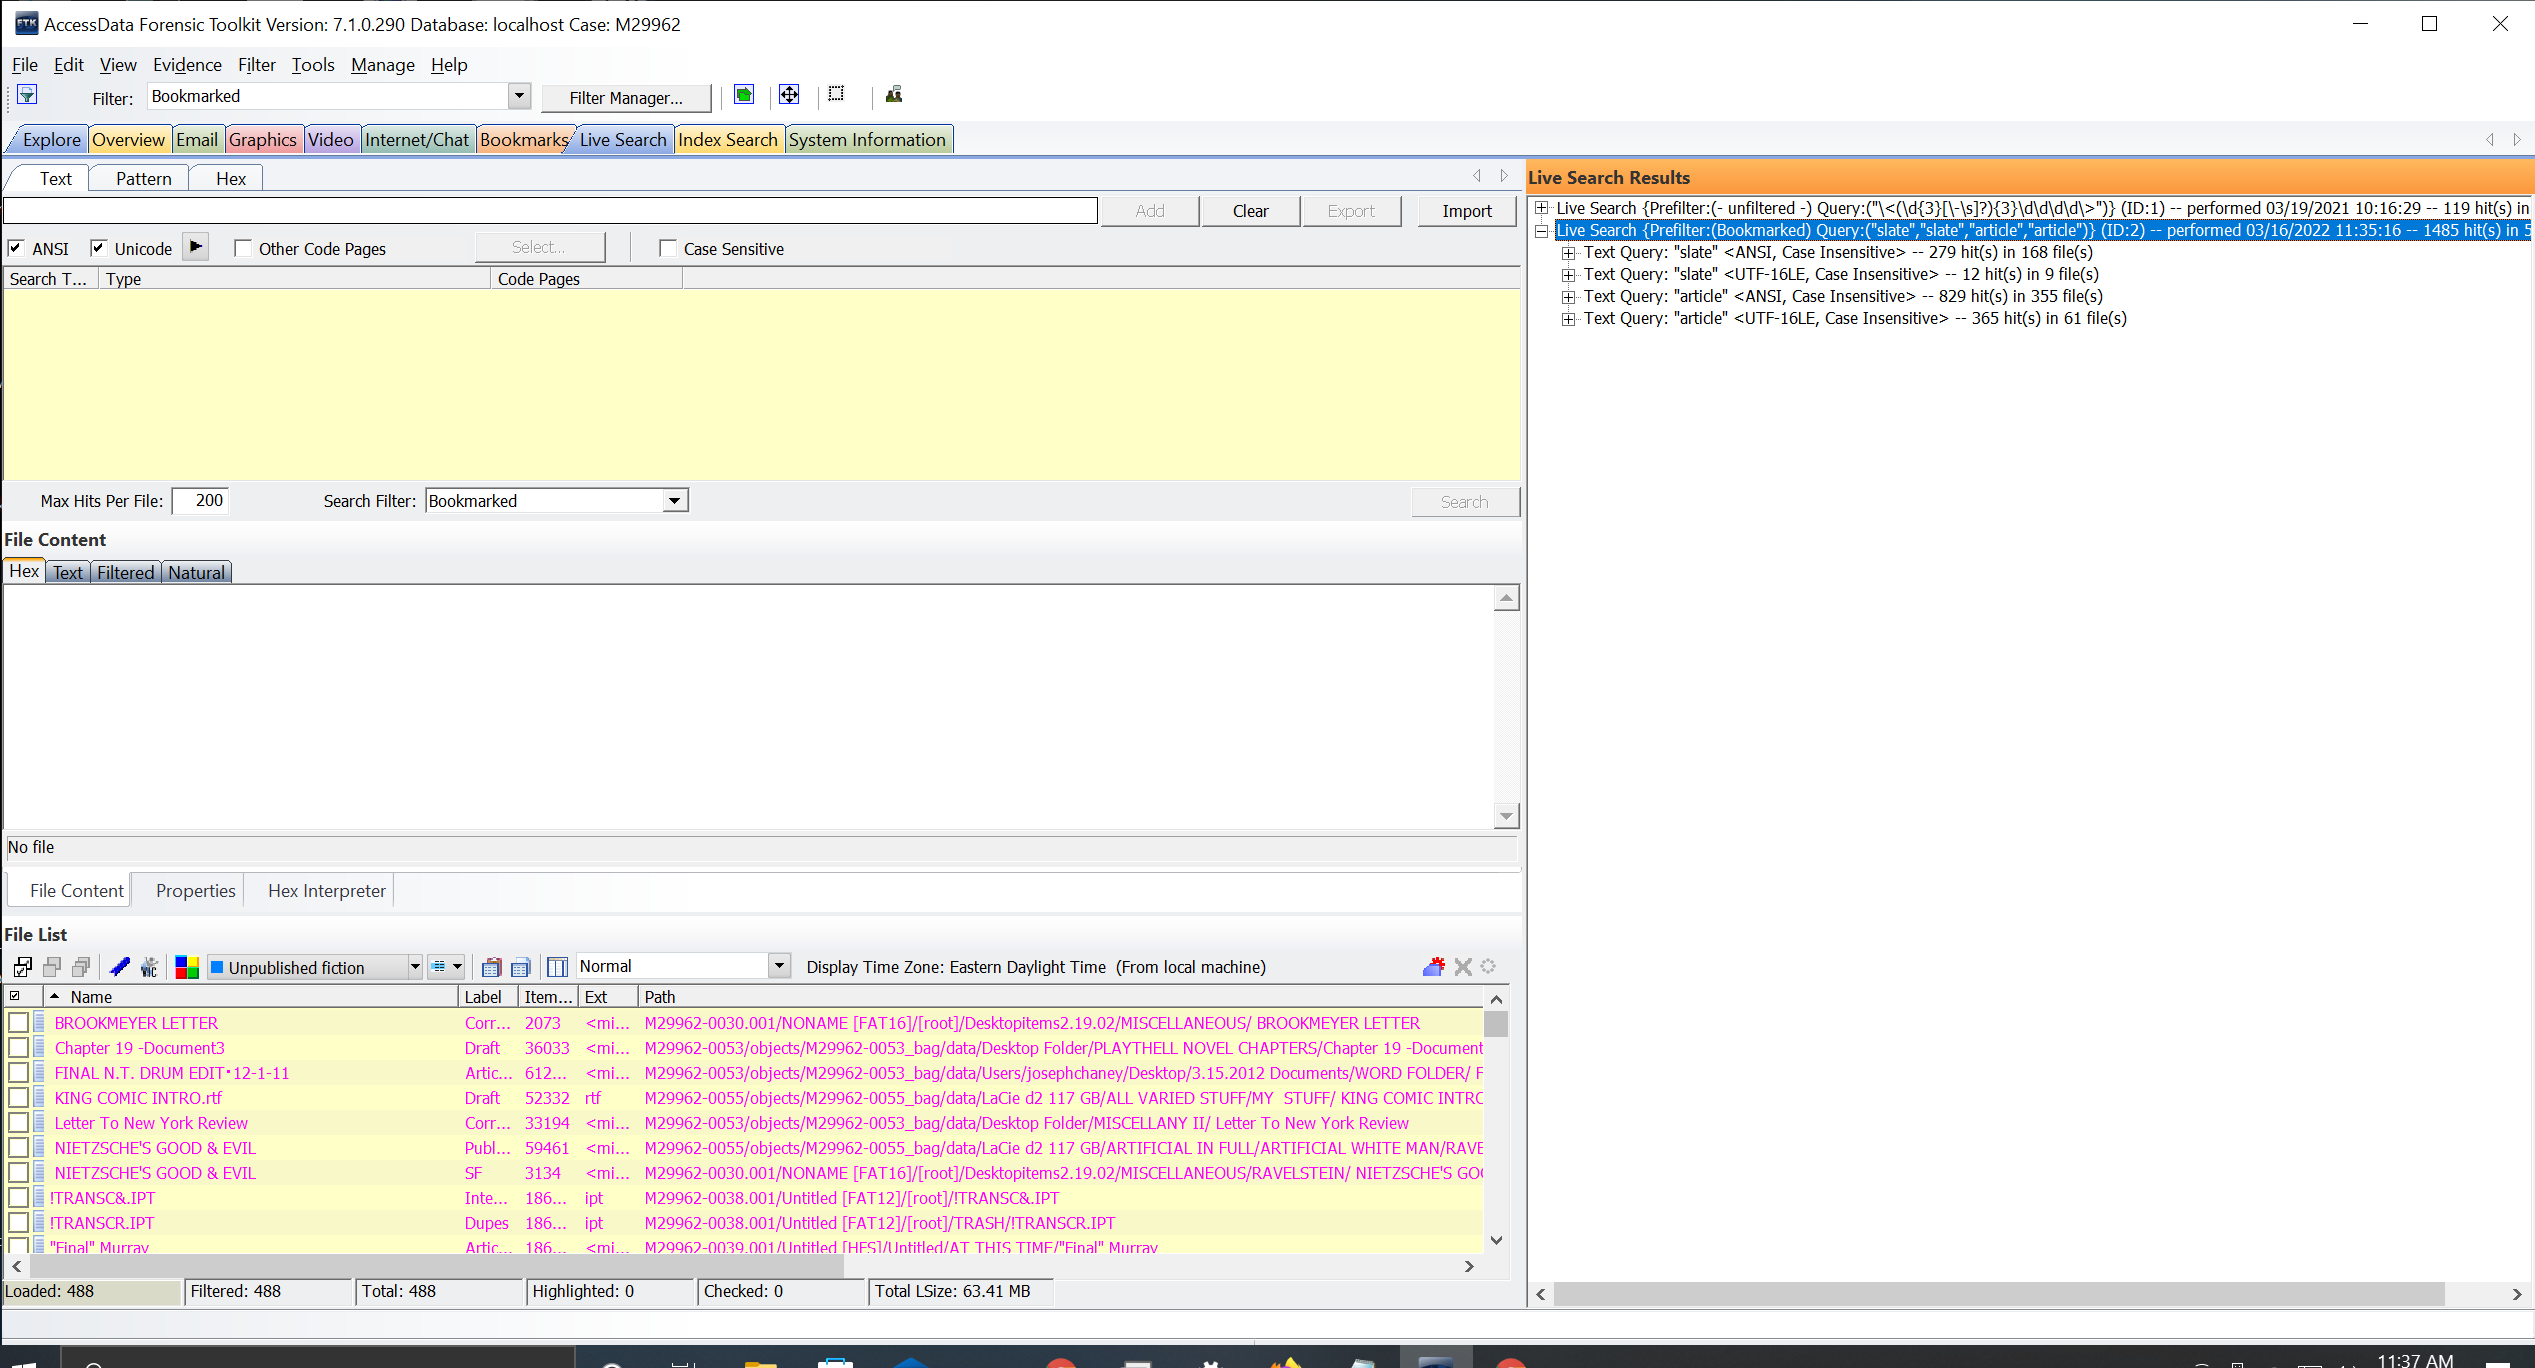 AccessData Forensic Toolkit Version: 7.1.0.290 Database: localhost Case: M29962
File Edit View Evidence Filter Tools Manage Help
Filter: Bookmarked Filter Manager...
Explore Overview Email Graphics Video Internet/Chat Bookmarks Live Search Index Search System Information
Text Pattern Hex
Add Clear Export Import
ANSI Unicode Other Code Pages Select... Case Sensitive
Search T... Type Code Pages
Max Hits Per File: 200 Search Filter: Bookmarked Search
File Content
Hex Text Filtered Natural
No file
File Content Properties Hex Interpreter
File List
Unpublished fiction Normal Display Time Zone: Eastern Daylight Time (From local machine)
Name Label Item... Ext Path
BROOKMEYER LETTER Corr... 2073 <mi... M29962-0030.001/NONAME [FAT16]/[root]/Desktopitems2.19.02/MISCELLANEOUS/ BROOKMEYER LETTER
Chapter 19 -Document3 Draft 36033 <mi... M29962-0053/objects/M29962-0053_bag/data/Desktop Folder/PLAYTHELL NOVEL CHAPTERS/Chapter 19 -Document
FINAL N.T. DRUM EDIT•12-1-11 Artic... 612... <mi... M29962-0053/objects/M29962-0053_bag/data/Users/josephchaney/Desktop/3.15.2012 Documents/WORD FOLDER/ F
KING COMIC INTRO.rtf Draft 52332 rtf M29962-0055/objects/M29962-0055_bag/data/LaCie d2 117 GB/ALL VARIED STUFF/MY  STUFF/ KING COMIC INTRO
Letter To New York Review Corr... 33194 <mi... M29962-0053/objects/M29962-0053_bag/data/Desktop Folder/MISCELLANY II/ Letter To New York Review
NIETZSCHE'S GOOD & EVIL Publ... 59461 <mi... M29962-0055/objects/M29962-0055_bag/data/LaCie d2 117 GB/ARTIFICIAL IN FULL/ARTIFICIAL WHITE MAN/RAVE
NIETZSCHE'S GOOD & EVIL SF 3134 <mi... M29962-0030.001/NONAME [FAT16]/[root]/Desktopitems2.19.02/MISCELLANEOUS/RAVELSTEIN/ NIETZSCHE'S GO
!TRANSC&.IPT Inte... 186... ipt M29962-0038.001/Untitled [FAT12]/[root]/!TRANSC&.IPT
!TRANSCR.IPT Dupes 186... ipt M29962-0038.001/Untitled [FAT12]/[root]/TRASH/!TRANSCR.IPT
"Final" Murray Artic... 186... <mi... M29962-0039.001/Untitled [HFS]/Untitled/AT THIS TIME/"Final" Murray
Loaded: 488 Filtered: 488 Total: 488 Highlighted: 0 Checked: 0 Total LSize: 63.41 MB
Live Search Results
Live Search {Prefilter:(- unfiltered -) Query:("\<(\d{3}[\-\s]?){3}\d\d\d\d\>")} (ID:1) -- performed 03/19/2021 10:16:29 -- 119 hit(s) in
Live Search {Prefilter:(Bookmarked) Query:("slate","slate","article","article")} (ID:2) -- performed 03/16/2022 11:35:16 -- 1485 hit(s) in 5
Text Query: "slate" <ANSI, Case Insensitive> -- 279 hit(s) in 168 file(s)
Text Query: "slate" <UTF-16LE, Case Insensitive> -- 12 hit(s) in 9 file(s)
Text Query: "article" <ANSI, Case Insensitive> -- 829 hit(s) in 355 file(s)
Text Query: "article" <UTF-16LE, Case Insensitive> -- 365 hit(s) in 61 file(s)
11:37 AM